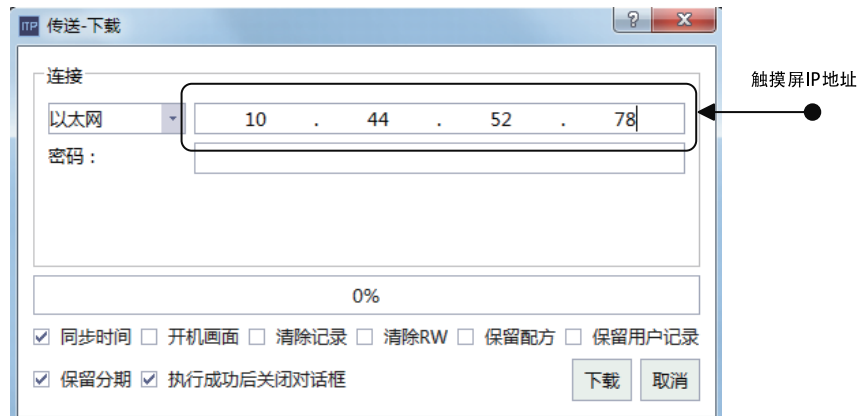 ITP 传送-下载
连接
触摸屏IP地址
以太网 10 . 44 . 52 . 78
密码：
0%
同步时间 开机画面 清除记录 清除RW 保留配方 保留用户记录
保留分期 执行成功后关闭对话框 下载 取消